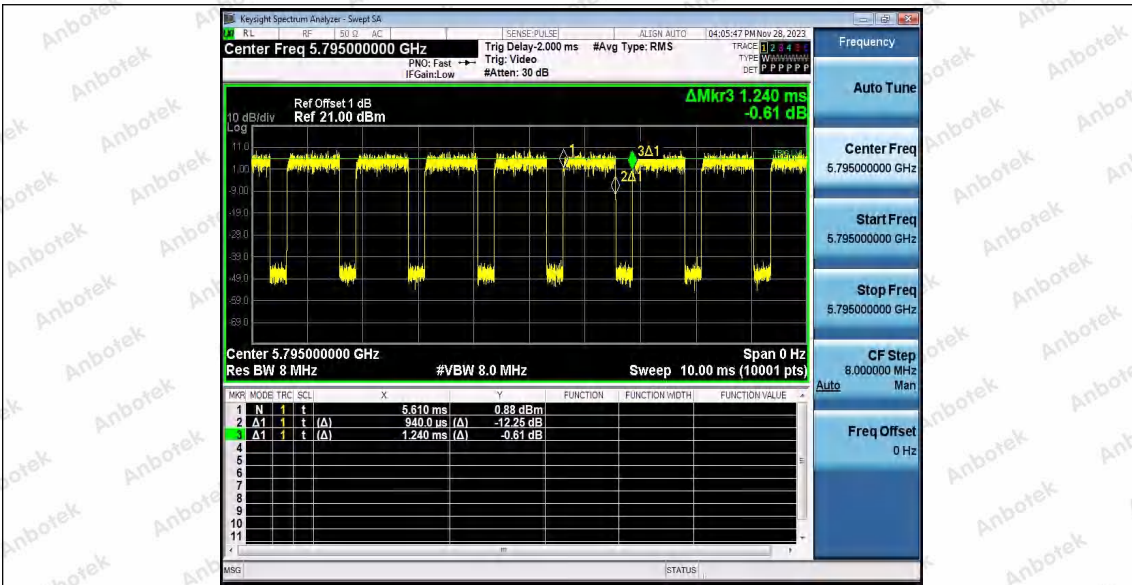 Keysight Spectrum Analyzer - Swept SA
RL RF 50 Ω AC SENSE:PULSE ALIGN AUTO 04:05:47 PM Nov 28, 2023
Center Freq 5.795000000 GHz
PNO: Fast
IFGain:Low
Trig Delay-2.000 ms
Trig: Video
#Atten: 30 dB
#Avg Type: RMS
TRACE 1 2 3 4 5 6
TYPE WWWWWW
DET P P P P P P
ΔMkr3 1.240 ms
-0.61 dB
Ref Offset 1 dB
10 dB/div Ref 21.00 dBm
Log
11.0
1.00
-9.00
-19.0
-29.0
-39.0
-49.0
-59.0
-69.0
1
2Δ1
3Δ1
Center 5.795000000 GHz Span 0 Hz
Res BW 8 MHz #VBW 8.0 MHz Sweep 10.00 ms (10001 pts)
MKR MODE TRC SCL X Y FUNCTION FUNCTION WIDTH FUNCTION VALUE
1 N 1 t 5.610 ms 0.88 dBm
2 Δ1 1 t (Δ) 940.0 µs (Δ) -12.25 dB
3 Δ1 1 t (Δ) 1.240 ms (Δ) -0.61 dB
4
5
6
7
8
9
10
11
MSG STATUS
Frequency
Auto Tune
Center Freq
5.795000000 GHz
Start Freq
5.795000000 GHz
Stop Freq
5.795000000 GHz
CF Step
8.000000 MHz
Auto Man
Freq Offset
0 Hz
Anbotek